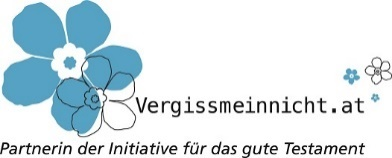 Vergissmeinnicht.at
Partnerin der Initiative für das gute Testament